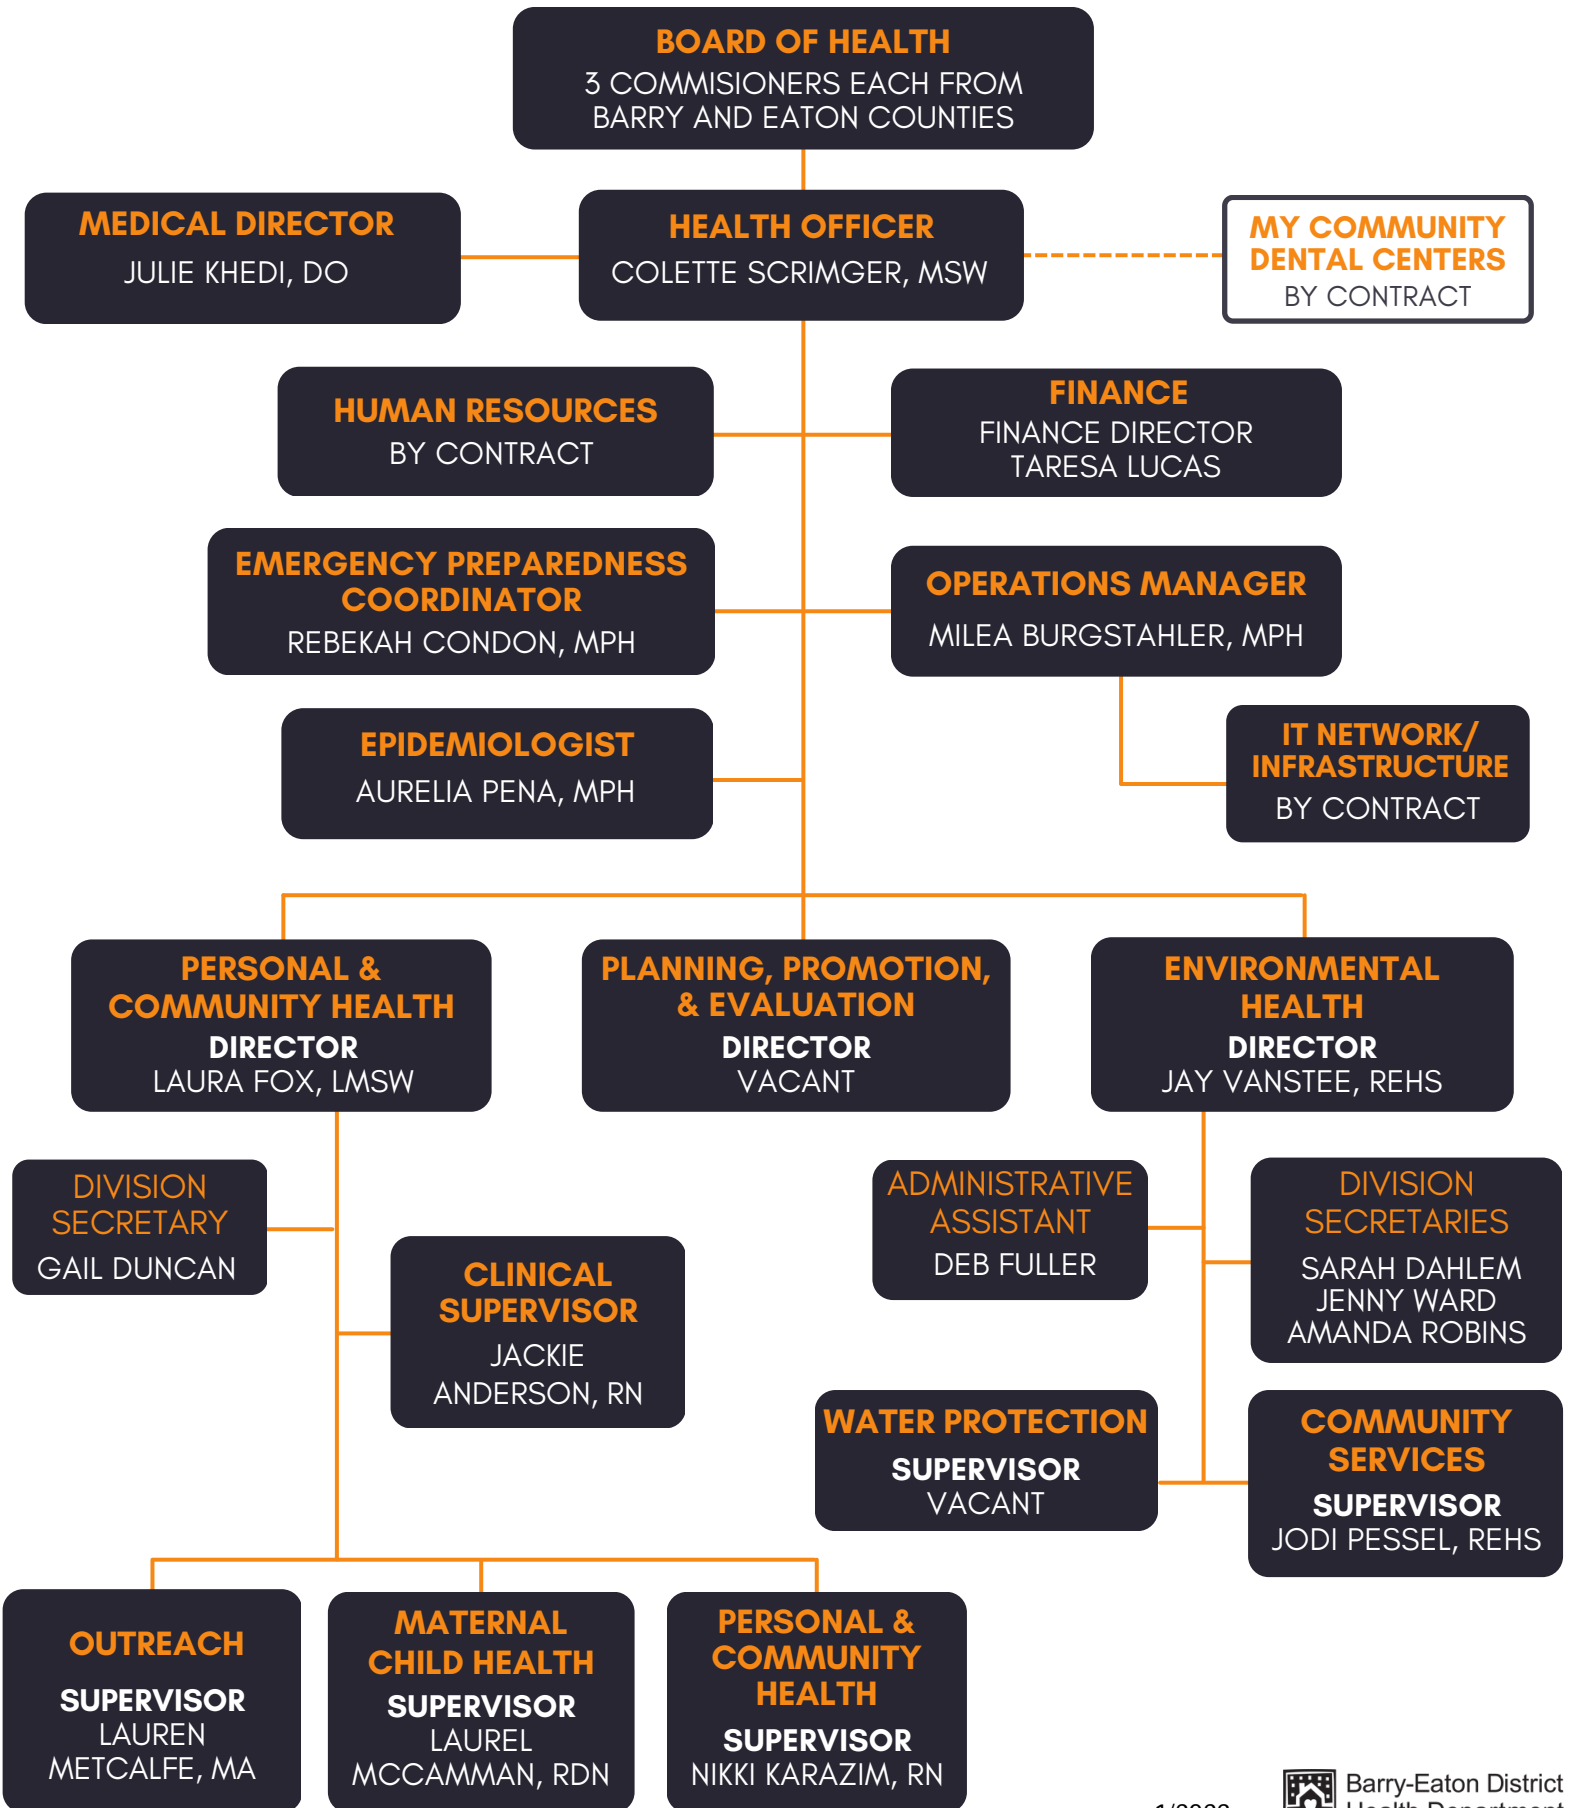 BOARD OF HEALTH
3 COMMISIONERS EACH FROM
BARRY AND EATON COUNTIES
MEDICAL DIRECTOR
JULIE KHEDI, DO
HEALTH OFFICER
COLETTE SCRIMGER, MSW
MY COMMUNITY
DENTAL CENTERS
BY CONTRACT
HUMAN RESOURCES
BY CONTRACT
FINANCE
FINANCE DIRECTOR
TARESA LUCAS
EMERGENCY PREPAREDNESS
COORDINATOR
REBEKAH CONDON, MPH
OPERATIONS MANAGER
MILEA BURGSTAHLER, MPH
EPIDEMIOLOGIST
AURELIA PENA, MPH
IT NETWORK/
INFRASTRUCTURE
BY CONTRACT
PERSONAL &
COMMUNITY HEALTH
DIRECTOR
LAURA FOX, LMSW
PLANNING, PROMOTION,
& EVALUATION
DIRECTOR
VACANT
ENVIRONMENTAL
HEALTH
DIRECTOR
JAY VANSTEE, REHS
DIVISION
SECRETARY
GAIL DUNCAN
CLINICAL
SUPERVISOR
JACKIE
ANDERSON, RN
ADMINISTRATIVE
ASSISTANT
DEB FULLER
DIVISION
SECRETARIES
SARAH DAHLEM
JENNY WARD
AMANDA ROBINS
WATER PROTECTION
SUPERVISOR
VACANT
COMMUNITY
SERVICES
SUPERVISOR
JODI PESSEL, REHS
OUTREACH
SUPERVISOR
LAUREN
METCALFE, MA
MATERNAL
CHILD HEALTH
SUPERVISOR
LAUREL
MCCAMMAN, RDN
PERSONAL &
COMMUNITY
HEALTH
SUPERVISOR
NIKKI KARAZIM, RN
Barry-Eaton District
Health Department